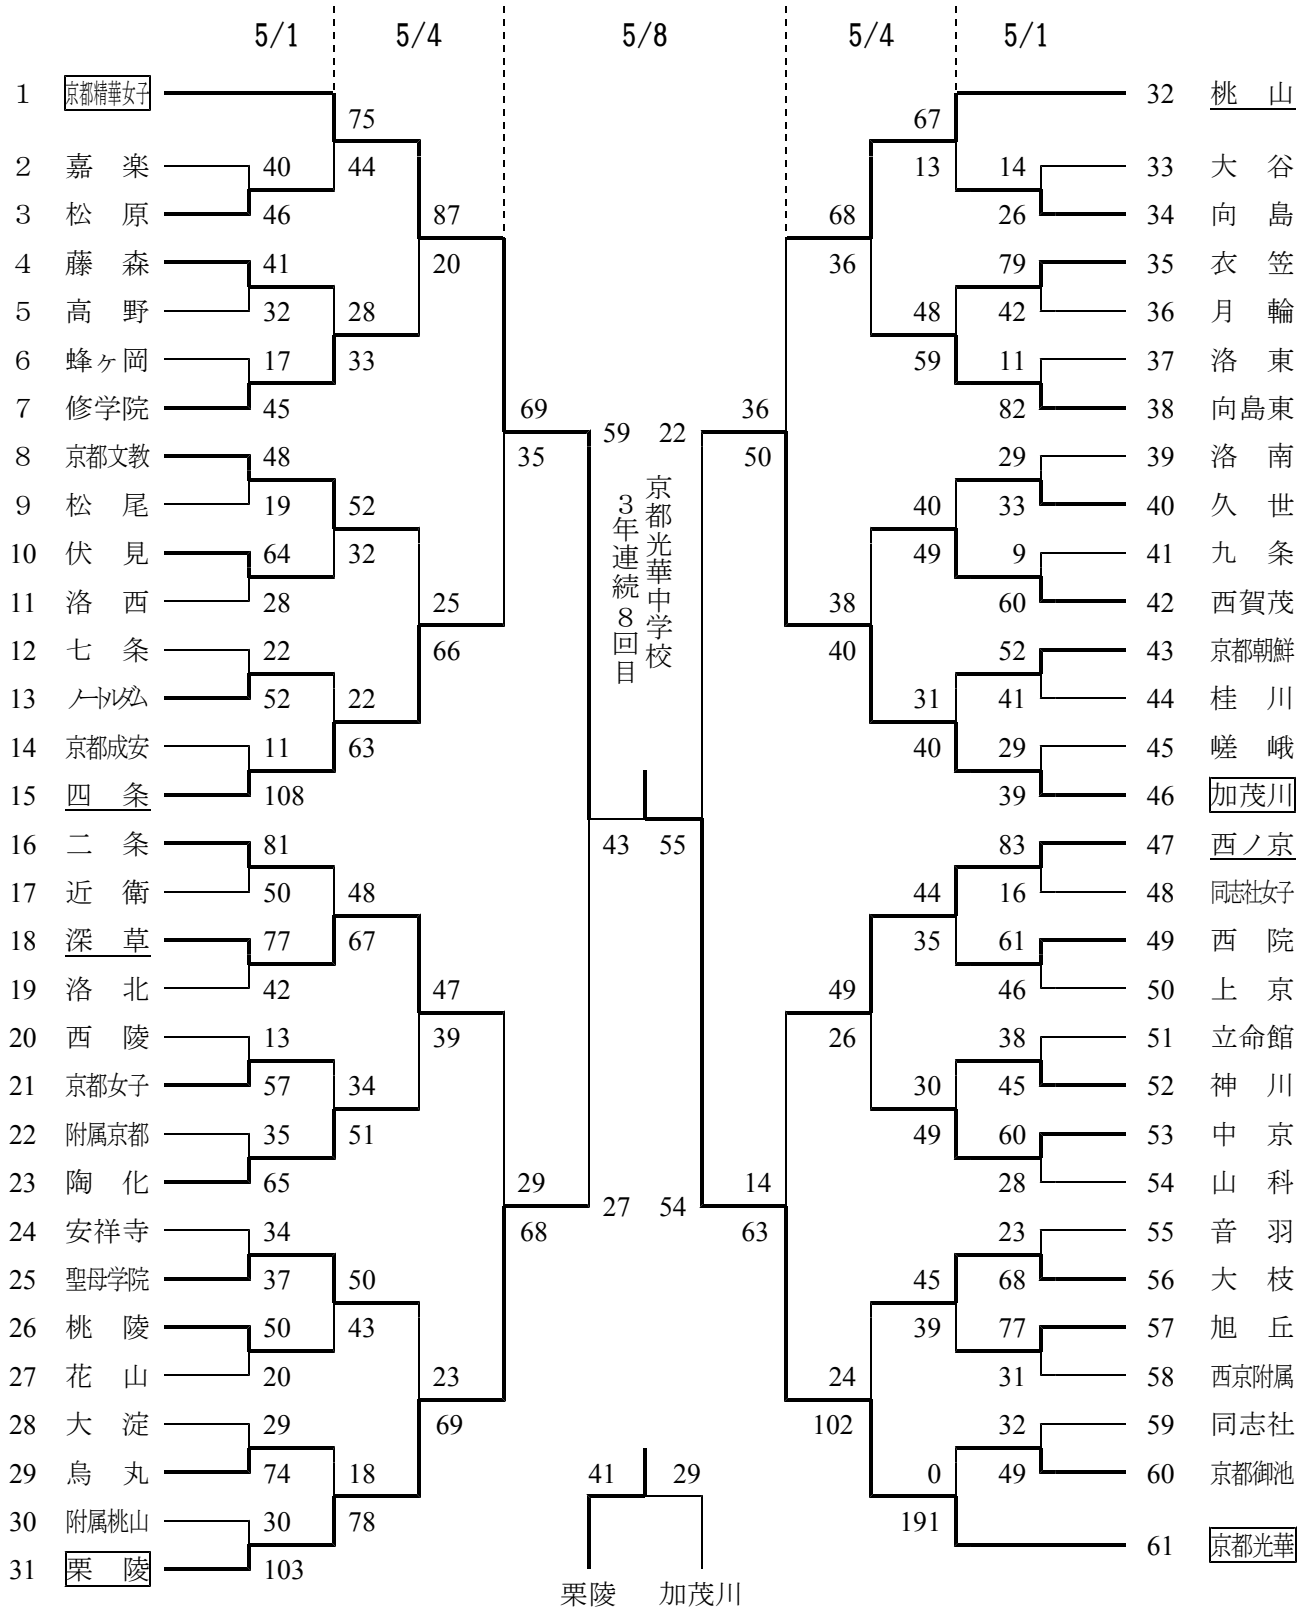 5/1 5/4 5/8 5/4 5/1
1 京都精華女子 32 桃 山
75 67
2 嘉 楽 40 44 13 14 33 大 谷
3 松 原 46 87 68 26 34 向 島
4 藤 森 41 20 36 79 35 衣 笠
5 高 野 32 28 48 42 36 月 輪
6 蜂ヶ岡 17 33 59 11 37 洛 東
7 修学院 45 69 36 82 38 向島東
59 22
8 京都文教 48 35 50 29 39 洛 南
9 松 尾 19 52 40 33 40 久 世
10 伏 見 64 32 49 9 41 九 条
11 洛 西 28 25 38 60 42 西賀茂
12 七 条 22 66 40 52 43 京都朝鮮
13 ノートルダム 52 22 31 41 44 桂 川
14 京都成安 11 63 40 29 45 嵯 峨
15 四 条 108 39 46 加茂川
京都光華中学校
3年連続8回目
16 二 条 81 43 55 83 47 西ノ京
17 近 衛 50 48 44 16 48 同志社女子
18 深 草 77 67 35 61 49 西 院
19 洛 北 42 47 49 46 50 上 京
20 西 陵 13 39 26 38 51 立命館
21 京都女子 57 34 30 45 52 神 川
22 附属京都 35 51 49 60 53 中 京
23 陶 化 65 29 14 28 54 山 科
27 54
24 安祥寺 34 68 63 23 55 音 羽
25 聖母学院 37 50 45 68 56 大 枝
26 桃 陵 50 43 39 77 57 旭 丘
27 花 山 20 23 24 31 58 西京附属
28 大 淀 29 69 102 32 59 同志社
29 烏 丸 74 18 41 29 0 49 60 京都御池
30 附属桃山 30 78 191
61 京都光華
31 栗 陵 103
栗陵 加茂川